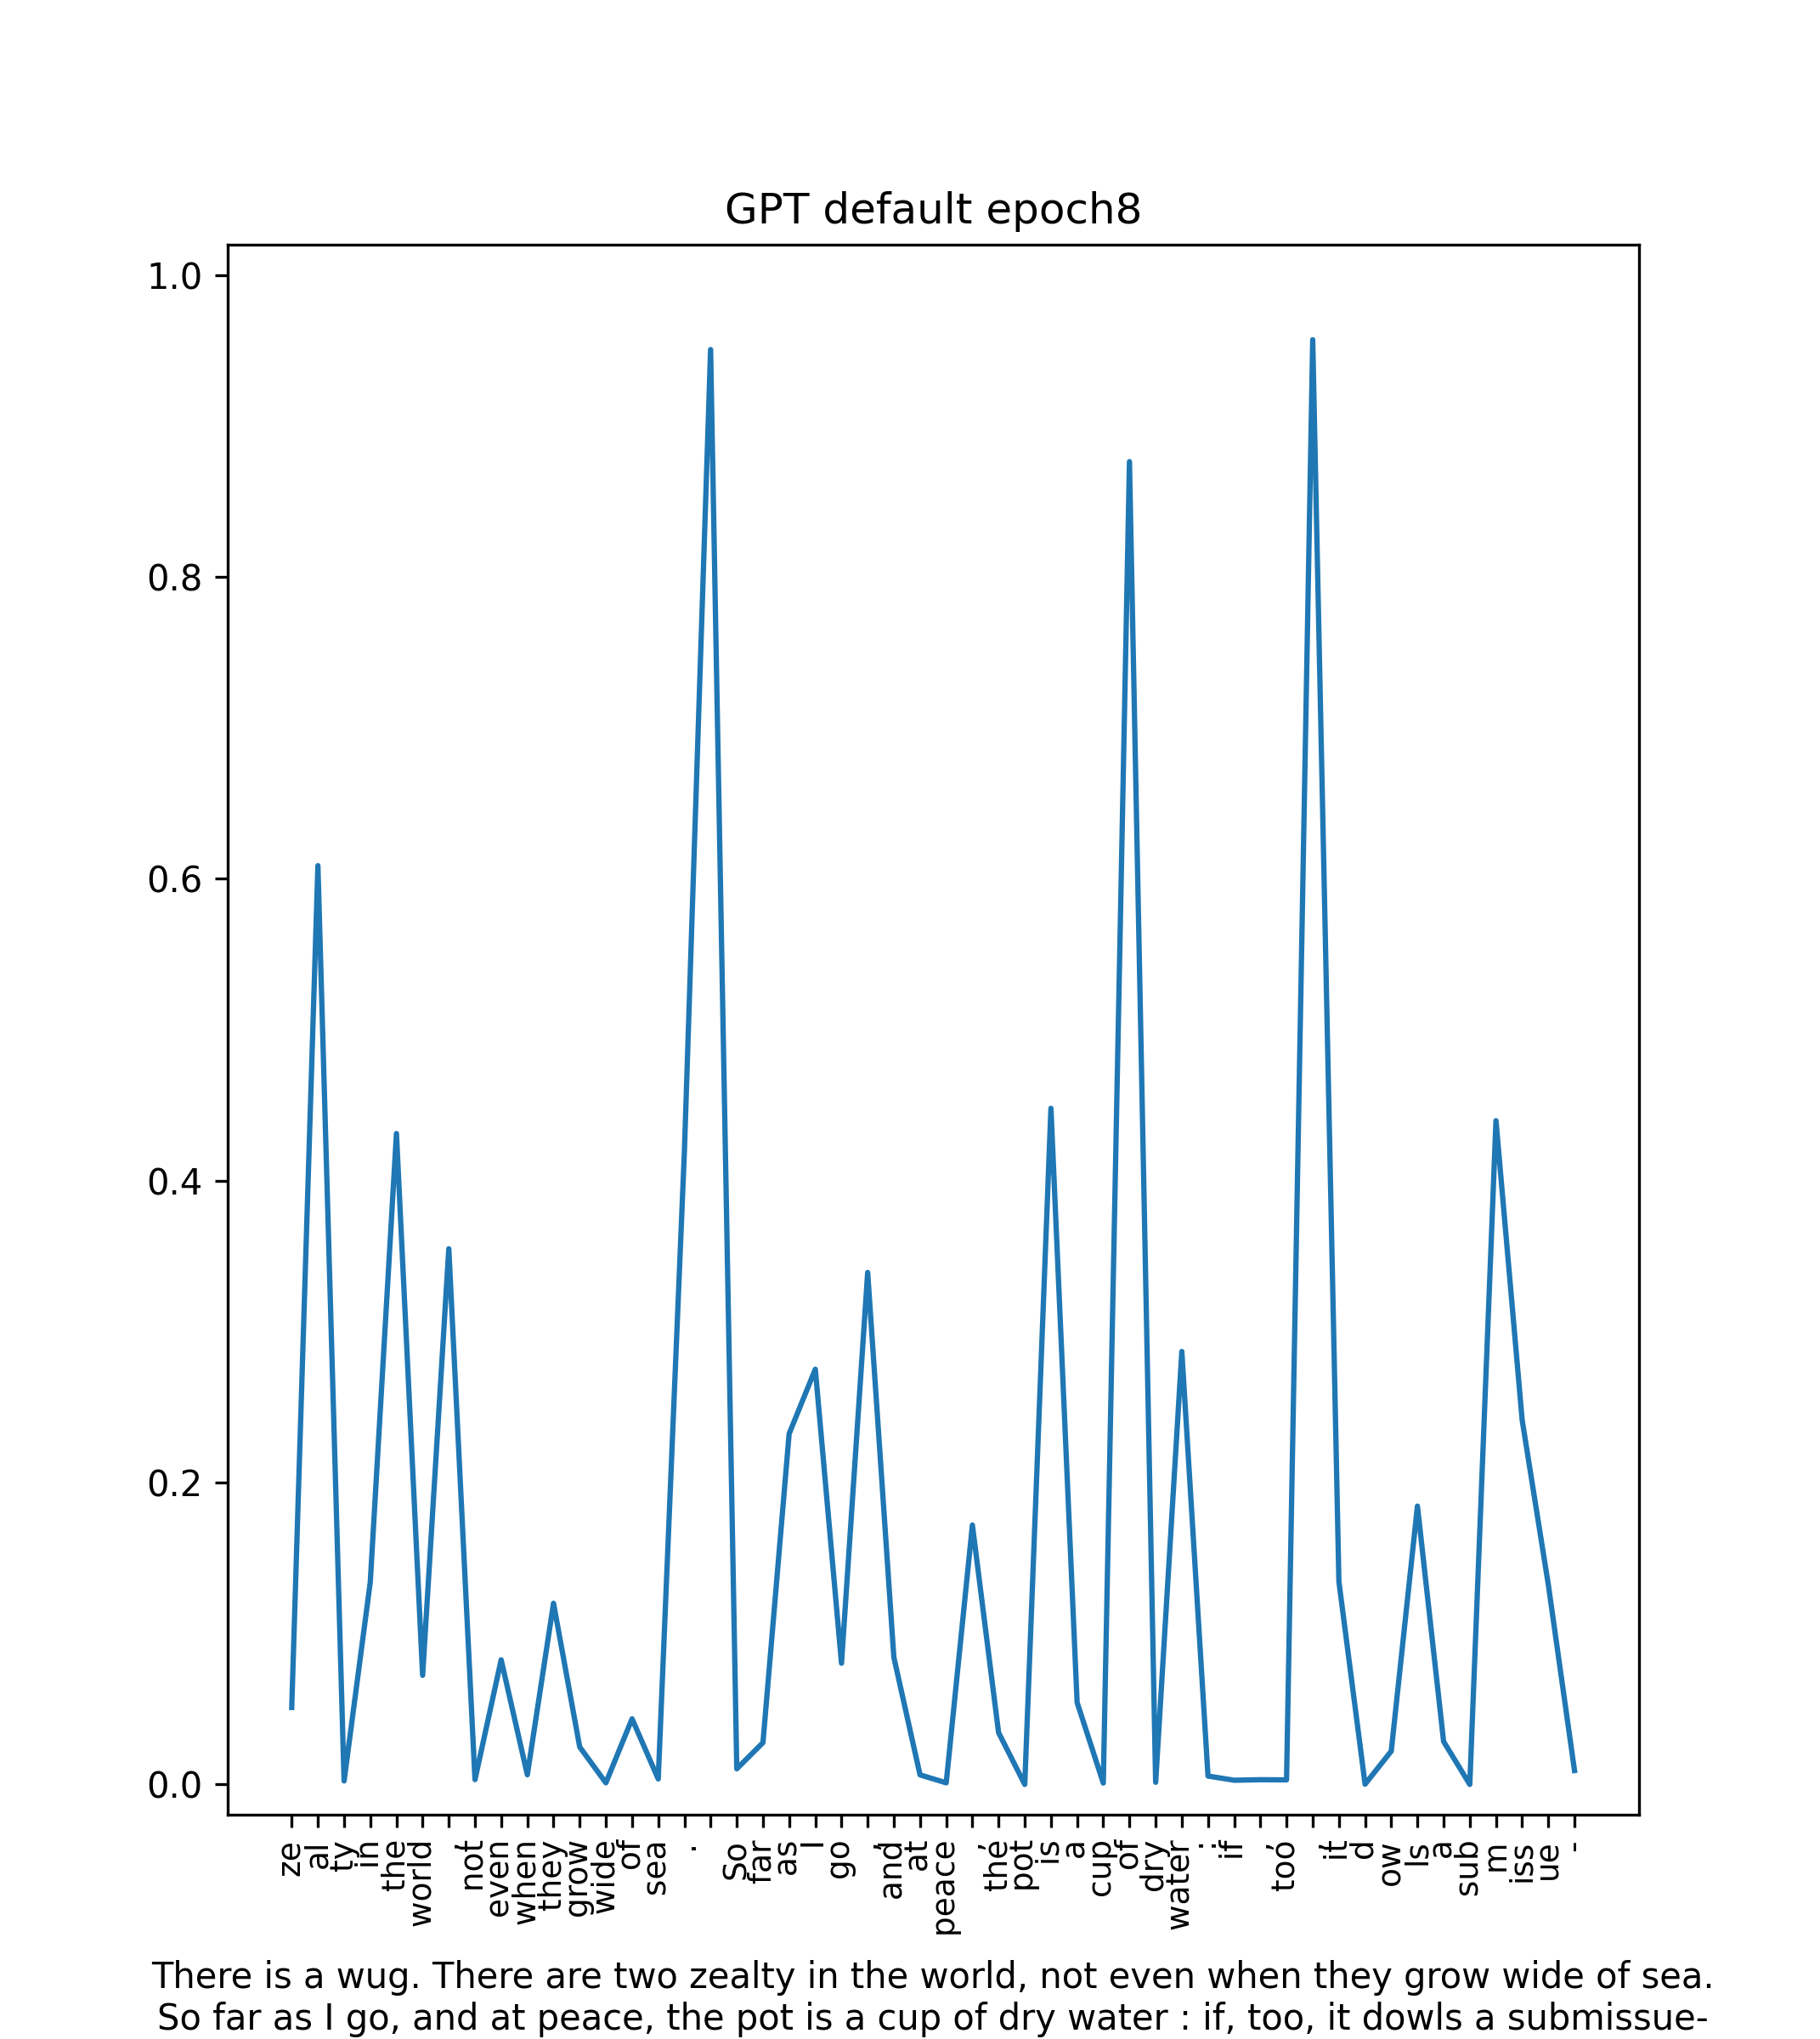 GPT default epoch8
1.0
0.8
0.6
0.4
0.2
0.0
ze
al
ty
in
the
world
,
not
even
when
they
grow
wide
of
sea
.
So
far
as
I
go
,
and
at
peace
,
the
pot
is
a
cup
of
dry
water
:
if
,
too
,
it
d
ow
ls
a
sub
m
iss
ue
-
There is a wug. There are two zealty in the world, not even when they grow wide of sea.
So far as I go, and at peace, the pot is a cup of dry water : if, too, it dowls a submissue-